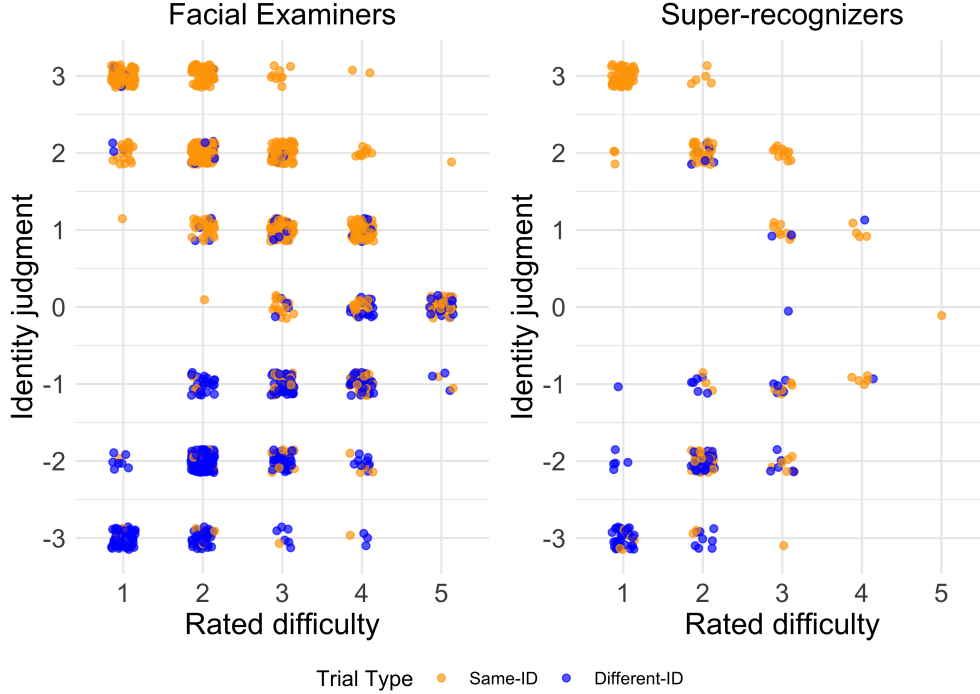 Facial Examiners
Super-recognizers
Identity judgment
3
2
1
0
-1
-2
-3
1 2 3 4 5
Rated difficulty
Identity judgment
3
2
1
0
-1
-2
-3
1 2 3 4 5
Rated difficulty
Trial Type Same-ID Different-ID